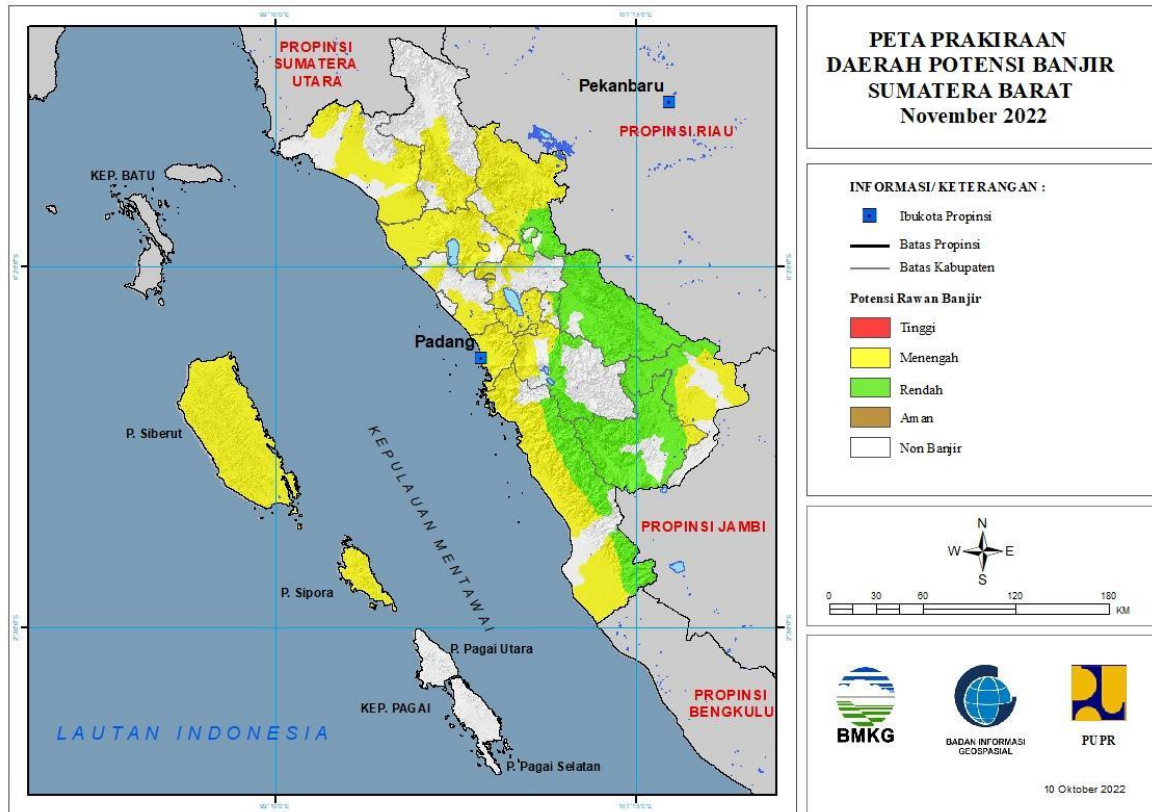 PETA PRAKIRAAN
DAERAH POTENSI BANJIR
SUMATERA BARAT
November 2022
PROPINSI
SUMATERA
UTARA
Pekanbaru
PROPINSI.RIAU
KEP. BATU
Padang
P. Siberut
KEPULAUAN MENTAWAI
PROPINSI JAMBI
P. Sipora
P. Pagai Utara
KEP. PAGAI
PROPINSI
BENGKULU
LAUTAN INDONESIA
P. Pagai Selatan
INFORMASI/ KETERANGAN :
Ibukota Propinsi
Batas Propinsi
Batas Kabupaten
Potensi Rawan Banjir
Tinggi
Menengah
Rendah
Aman
Non Banjir
N
W E
S
0 30 60 120 180
KM
BMKG
BADAN INFORMASI
GEOSPASIAL
PUPR
10 Oktober 2022